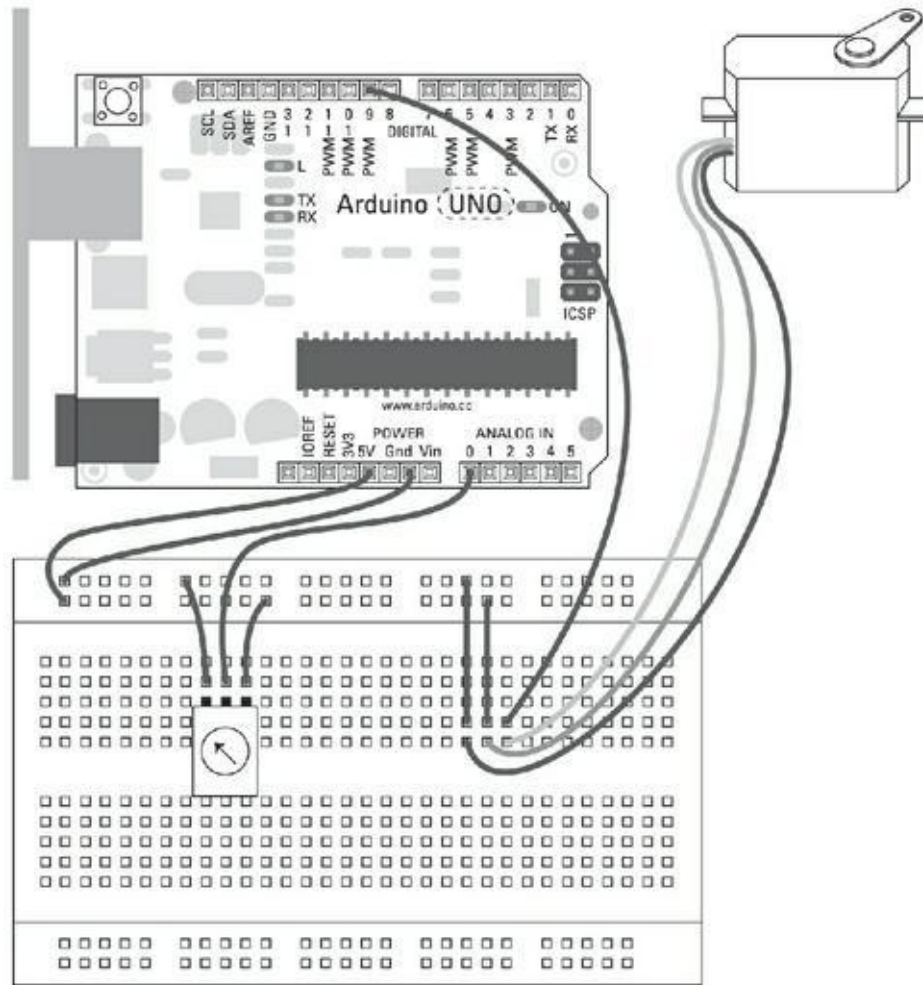 SCL
SDA
AREF
GND
13
12
11
10
9
8
7
6
5
4
3
2
1
0
PWM
PWM
PWM
PWM
PWM
PWM
TX
RX
DIGITAL
L
TX
RX
Arduino UNO
ON
1
ICSP
www.arduino.cc
IOREF
RESET
3V3
5V
Gnd
Vin
POWER
ANALOG IN
0
1
2
3
4
5